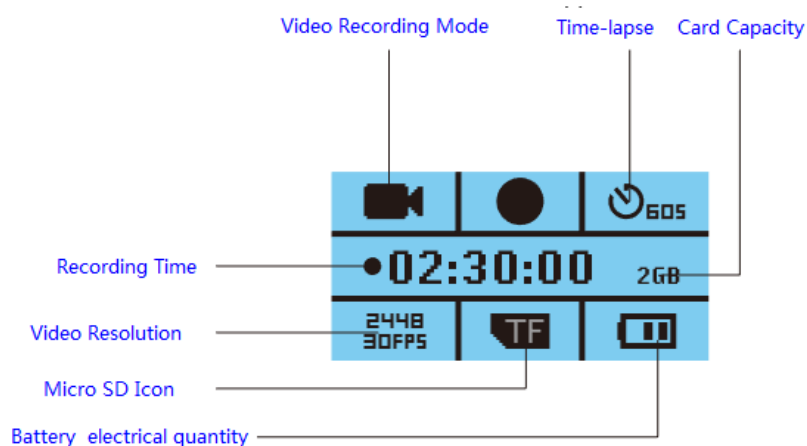 Video Recording Mode
Time-lapse
Card Capacity
60S
Recording Time
02:30:00
2GB
Video Resolution
2448
30FPS
TF
Micro SD Icon
Battery electrical quantity